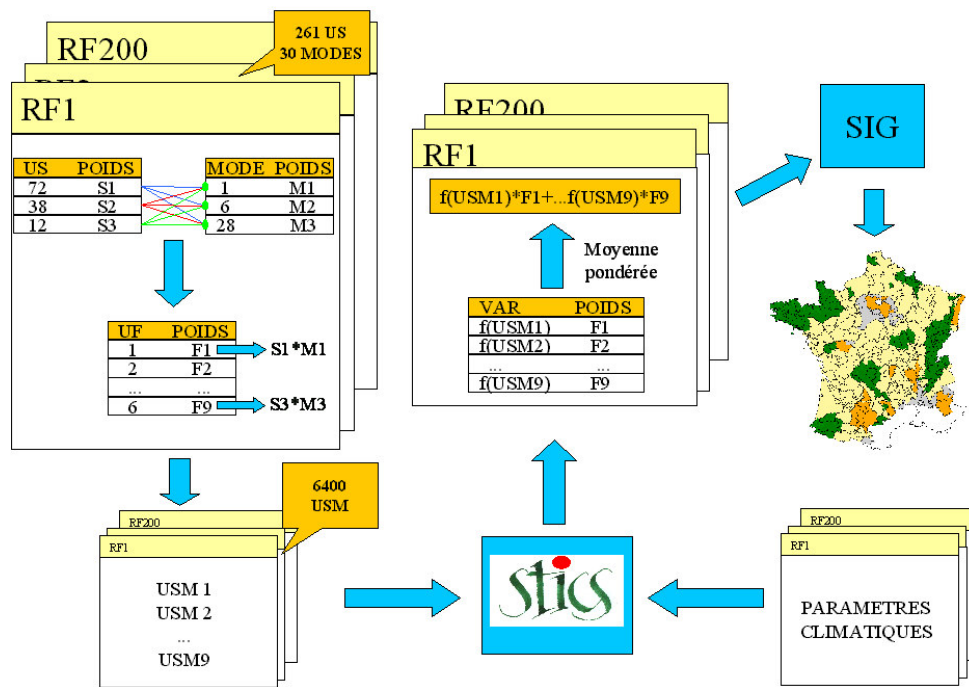 261 US
30 MODES
RF200
RF1
US POIDS
72 S1
38 S2
12 S3
MODE POIDS
1 M1
6 M2
28 M3
UF POIDS
1 F1
2 F2
... ...
6 F9
S1*M1
S3*M3
RF200
RF1
f(USM1)*F1+...f(USM9)*F9
Moyenne
pondérée
VAR POIDS
f(USM1) F1
f(USM2) F2
... ...
f(USM9) F9
SIG
6400
USM
RF200
RF1
USM 1
USM 2
...
USM9
stics
RF200
RF1
PARAMETRES
CLIMATIQUES